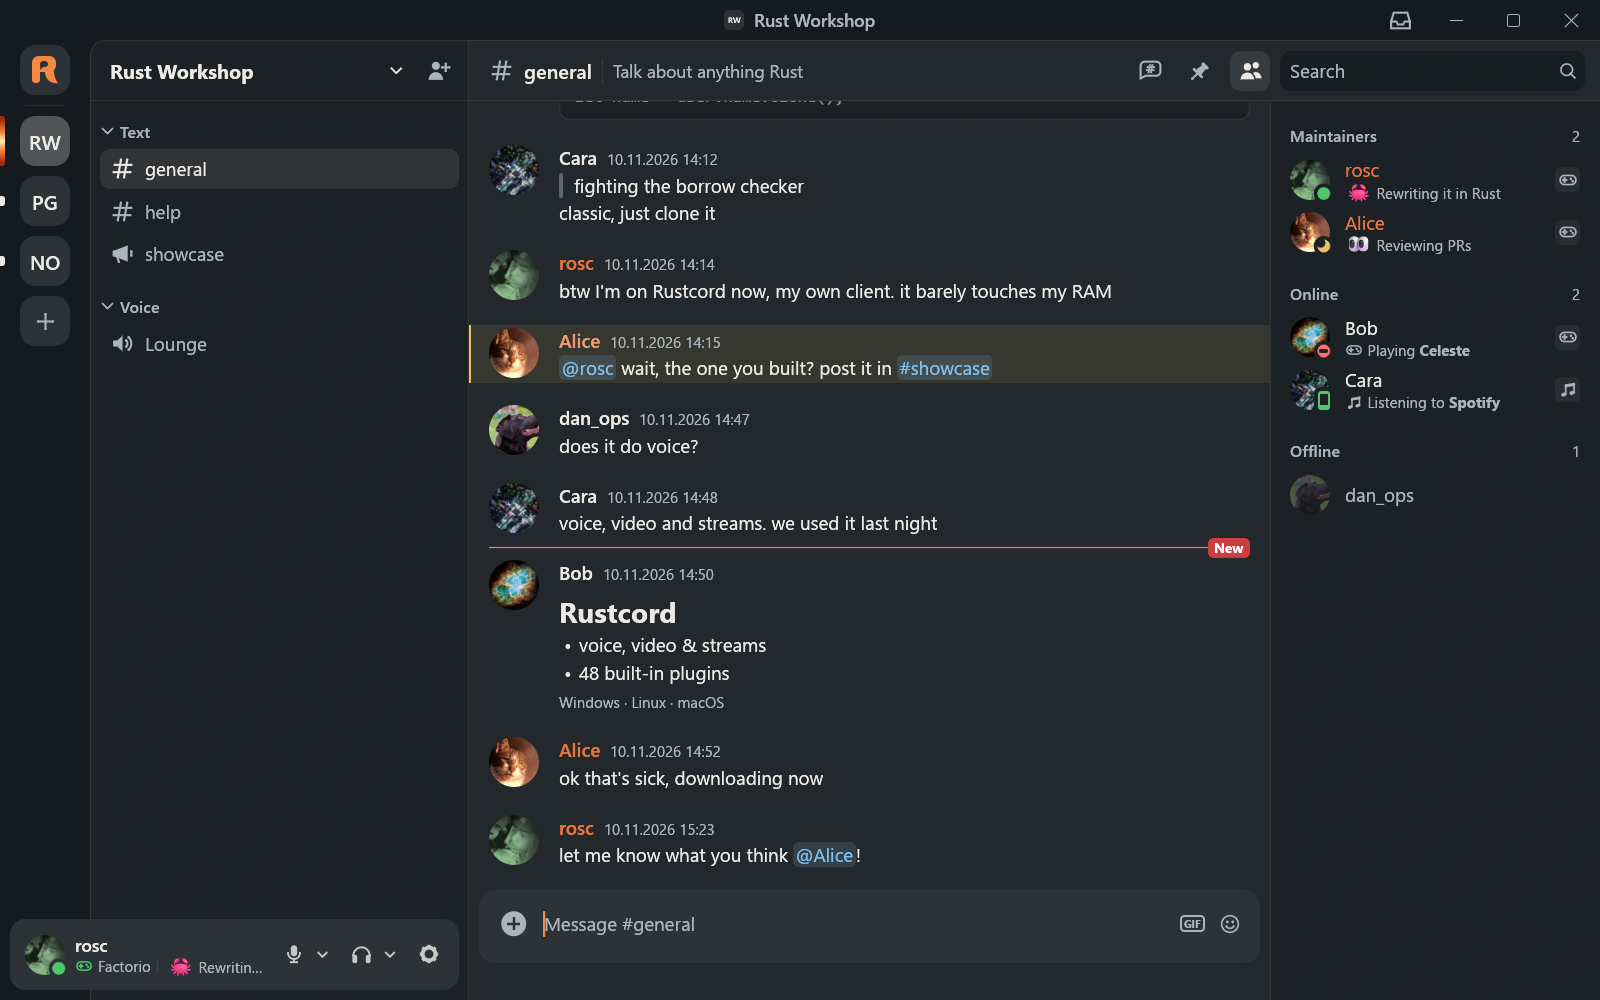 RW Rust Workshop
R
RW
PG
NO
Rust Workshop
Text
general
help
showcase
Voice
Lounge
rosc
Factorio
Rewritin...
general
Talk about anything Rust
Search
Cara 10.11.2026 14:12
fighting the borrow checker
classic, just clone it
rosc 10.11.2026 14:14
btw I'm on Rustcord now, my own client. it barely touches my RAM
Alice 10.11.2026 14:15
@rosc wait, the one you built? post it in #showcase
dan_ops 10.11.2026 14:47
does it do voice?
Cara 10.11.2026 14:48
voice, video and streams. we used it last night
New
Bob 10.11.2026 14:50
Rustcord
• voice, video & streams
• 48 built-in plugins
Windows · Linux · macOS
Alice 10.11.2026 14:52
ok that's sick, downloading now
rosc 10.11.2026 15:23
let me know what you think @Alice!
Message #general
GIF
Maintainers 2
rosc
Rewriting it in Rust
Alice
Reviewing PRs
Online 2
Bob
Playing Celeste
Cara
Listening to Spotify
Offline 1
dan_ops